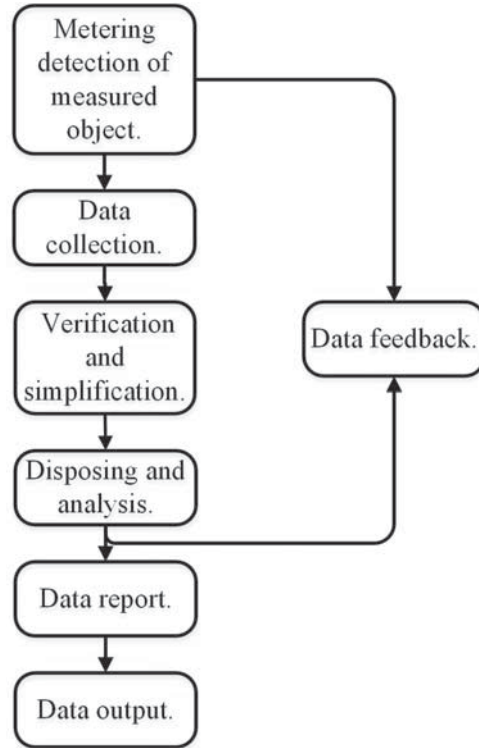 Metering
detection of
measured
object.
Data
collection.
Verification
and
simplification.
Data feedback.
Disposing and
analysis.
Data report.
Data output.